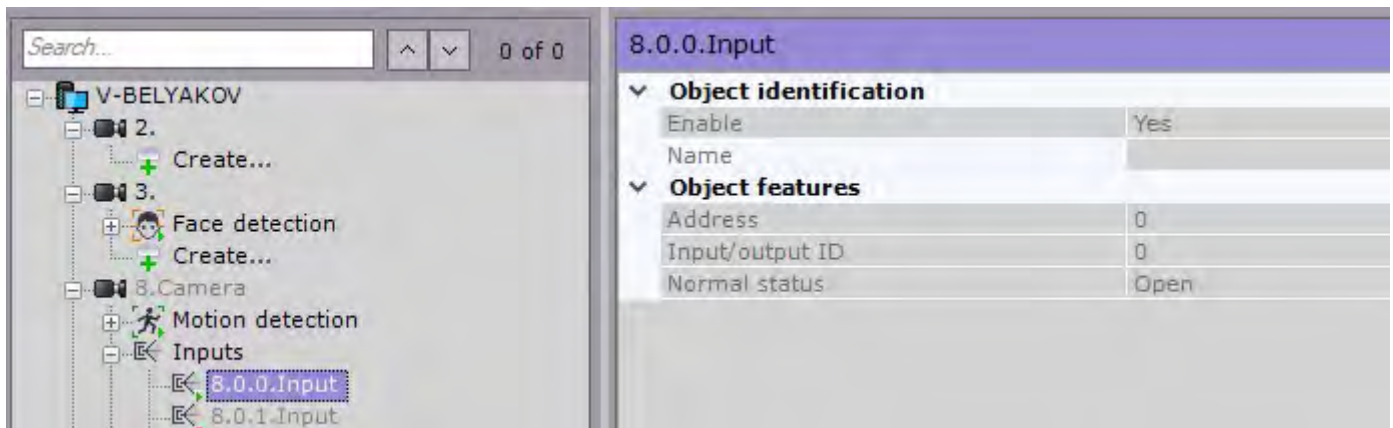 Search...
0 of 0
V-BELYAKOV
2.
Create...
3.
Face detection
Create...
8.Camera
Motion detection
Inputs
8.0.0.Input
8.0.1.Input
8.0.0.Input
Object identification
Enable Yes
Name
Object features
Address 0
Input/output ID 0
Normal status Open